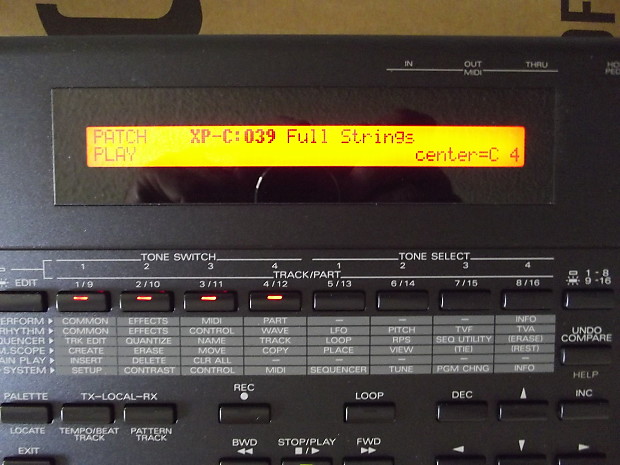 IN OUT THRU
MIDI
PATCH XP-C:039 Full Strings
PLAY center=C 4
TONE SWITCH TONE SELECT
1 2 3 4 1 2 3 4
TRACK/PART
EDIT 1/9 2/10 3/11 4/12 5/13 6/14 7/15 8/16 1-8
9-16
COMMON EFFECTS MIDI PART – – – INFO
COMMON EFFECTS CONTROL WAVE LFO PITCH TVF TVA
TRK EDIT QUANTIZE NAME TRACK LOOP RPS SEQ UTILITY (ERASE)
CREATE ERASE MOVE COPY PLACE VIEW (TIE) (REST)
INSERT DELETE CLR ALL – – – – –
SYSTEM SETUP CONTRAST CONTROL MIDI SEQUENCER TUNE PGM CHNG INFO
UNDO
COMPARE
HELP
PALETTE TX–LOCAL–RX REC LOOP DEC INC
LOCATE TEMPO/BEAT TRACK PATTERN TRACK
EXIT BWD STOP/PLAY FWD